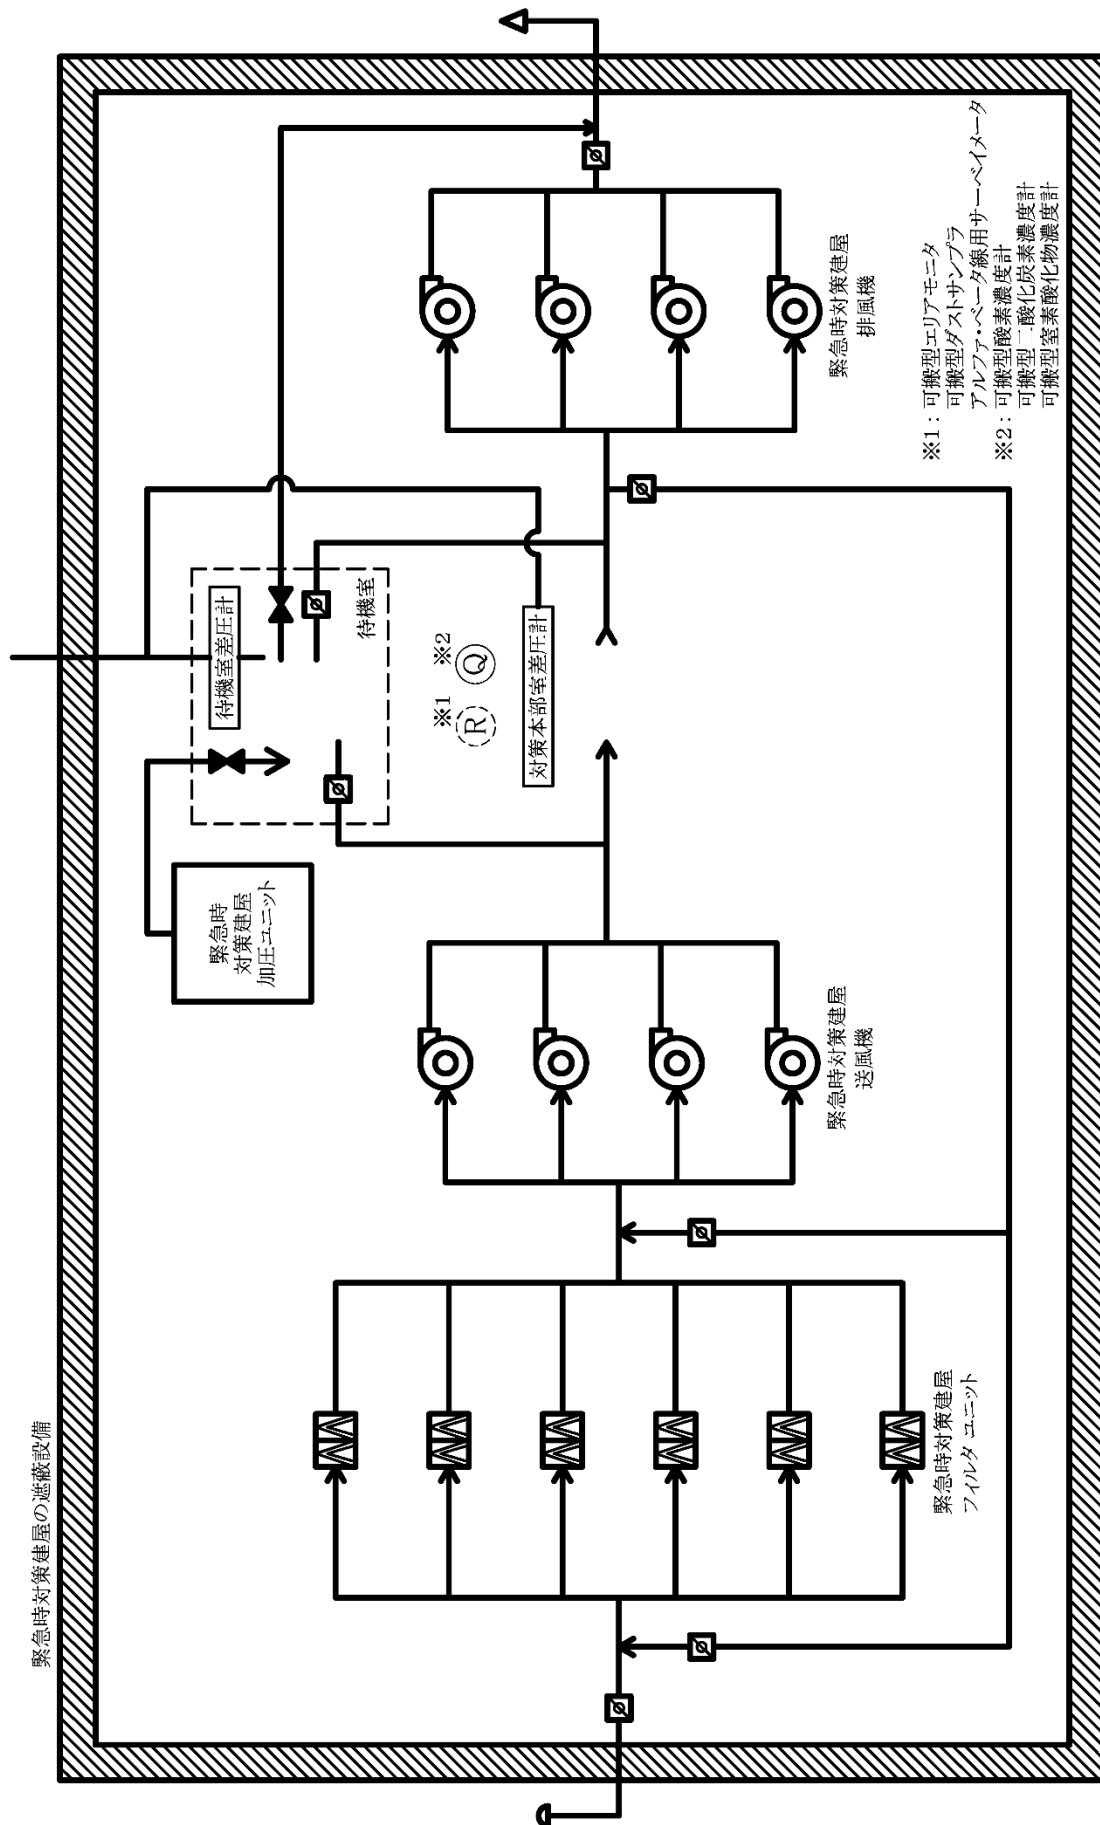 緊急時対策建屋の遮蔽設備
緊急時
対策建屋
加圧ユニット
待機室差圧計
待機室
※1
※2
R
Q
対策本部室差圧計
緊急時対策建屋
フィルタ ユニット
緊急時対策建屋
送風機
緊急時対策建屋
排風機
※1：可搬型エリアモニタ
可搬型ダストサンプラ
アルファ・ベータ線用サーベイメータ
※2：可搬型酸素濃度計
可搬型二酸化炭素濃度計
可搬型窒素酸化物濃度計